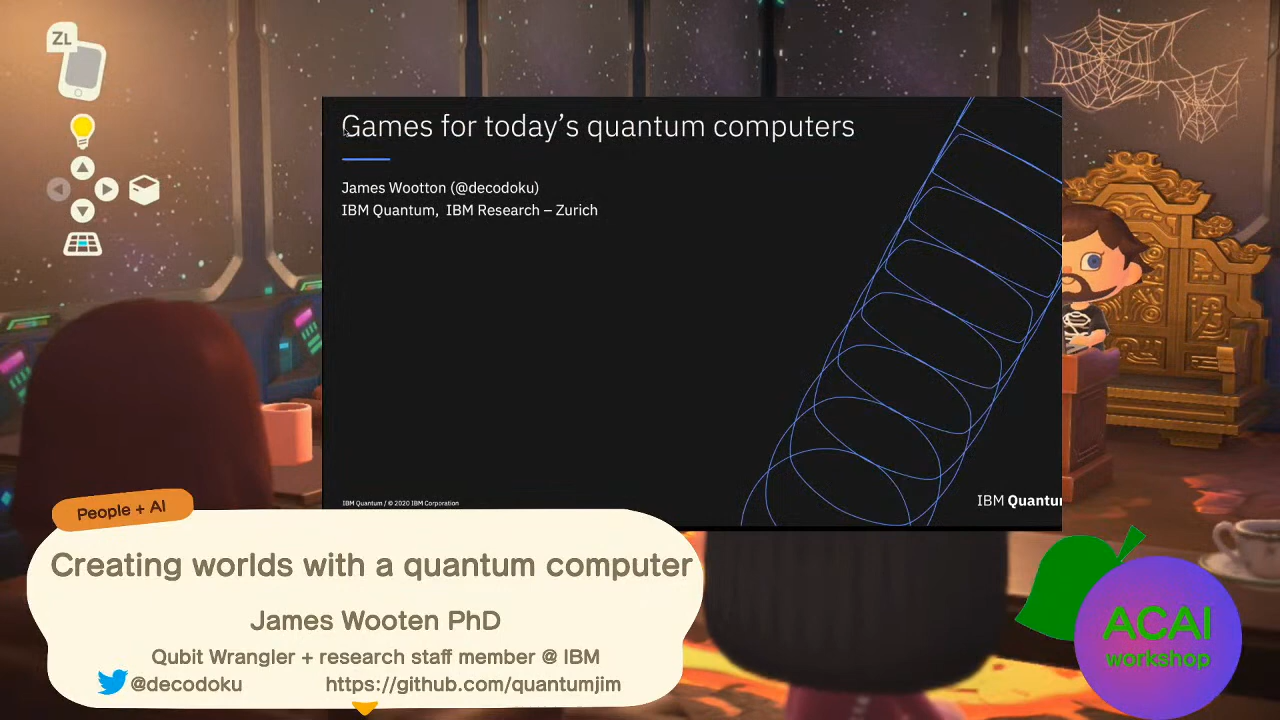 ZL
Games for today's quantum computers
James Wootton (@decodoku)
IBM Quantum, IBM Research – Zurich
IBM Quantum / © 2020 IBM Corporation
IBM Quantu
People + AI
Creating worlds with a quantum computer
James Wooten PhD
Qubit Wrangler + research staff member @ IBM
@decodoku https://github.com/quantumjim
ACAI
workshop